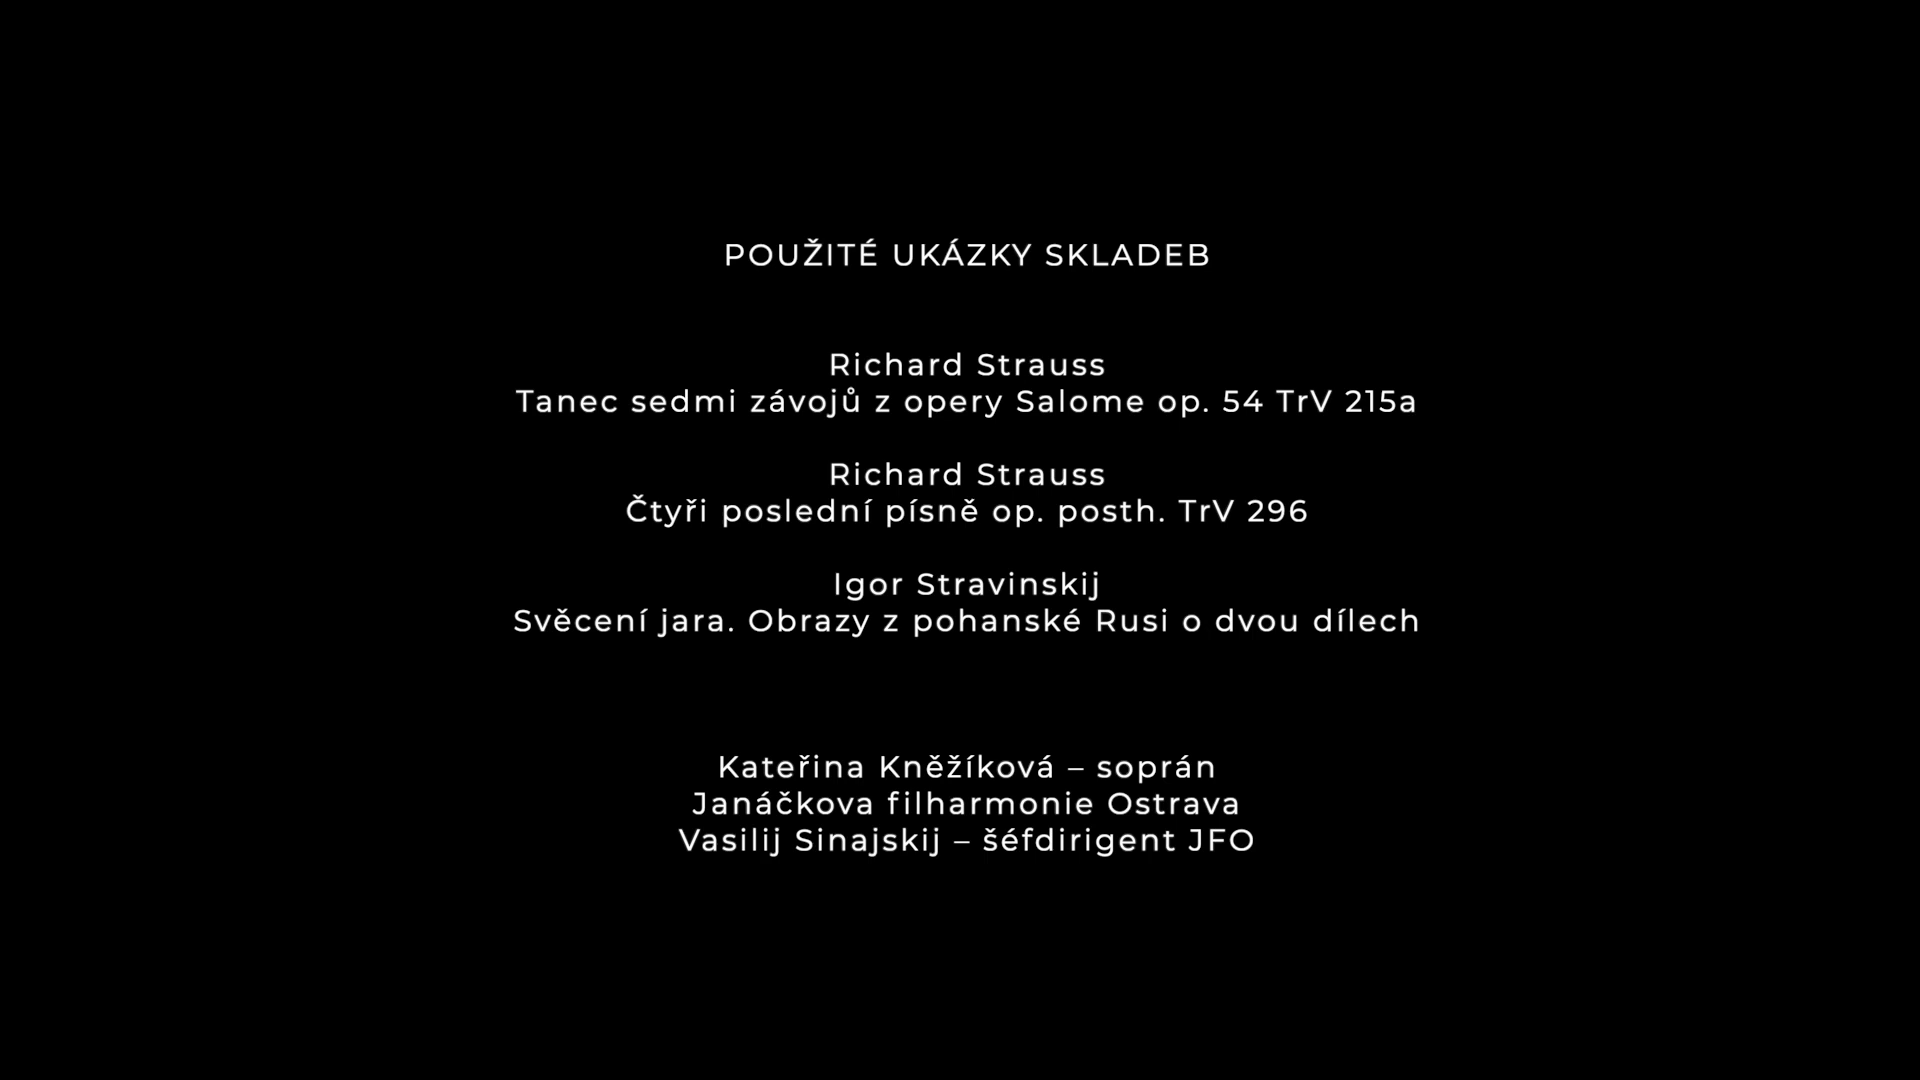 POUŽITÉ UKÁZKY SKLADEB
Richard Strauss
Tanec sedmi závojů z opery Salome op. 54 TrV 215a
Richard Strauss
Čtyři poslední písně op. posth. TrV 296
Igor Stravinskij
Svěcení jara. Obrazy z pohanské Rusi o dvou dílech
Kateřina Kněžíková – soprán
Janáčkova filharmonie Ostrava
Vasilij Sinajskij – šéfdirigent JFO